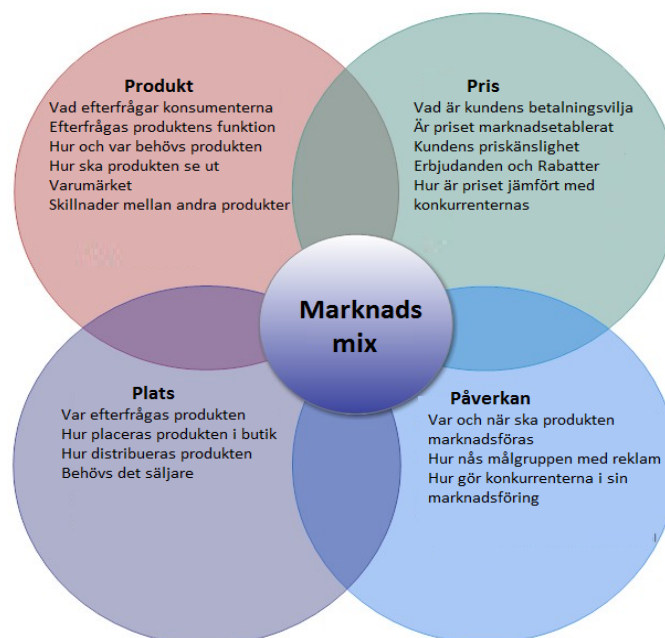 Produkt
Vad efterfrågar konsumenterna
Efterfrågas produktens funktion
Hur och var behövs produkten
Hur ska produkten se ut
Varumärket
Skillnader mellan andra produkter
Pris
Vad är kundens betalningsvilja
Är priset marknadsetablerat
Kundens priskänslighet
Erbjudanden och Rabatter
Hur är priset jämfört med
konkurrenternas
Marknads
mix
Plats
Var efterfrågas produkten
Hur placeras produkten i butik
Hur distribueras produkten
Behövs det säljare
Påverkan
Var och när ska produkten
marknadsföras
Hur nås målgruppen med reklam
Hur gör konkurrenterna i sin
marknadsföring